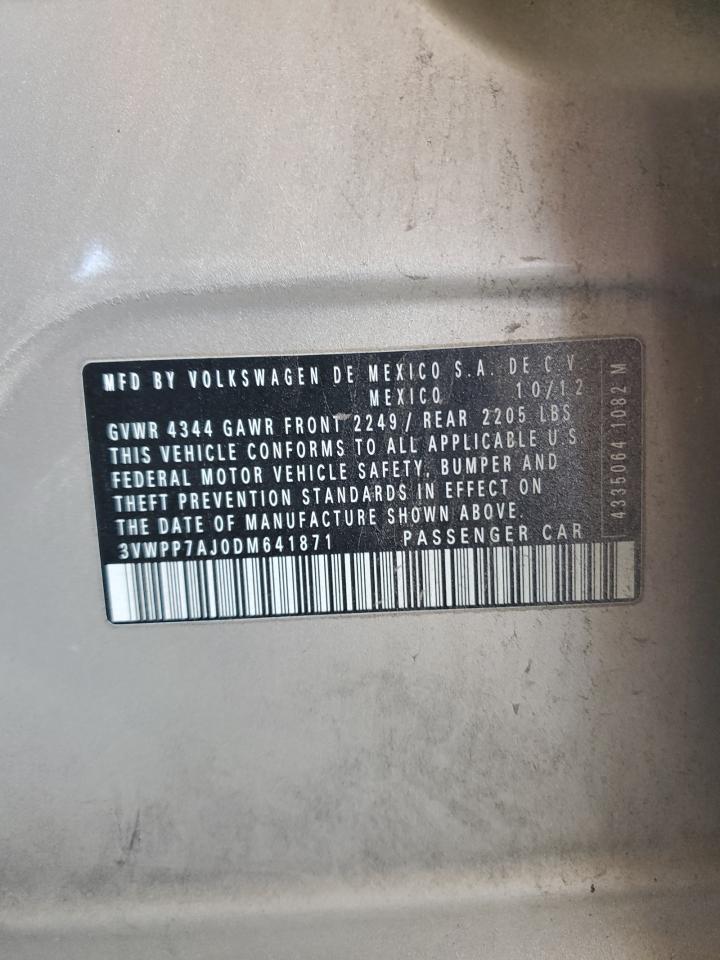 MFD BY VOLKSWAGEN DE MEXICO S.A. DE C V.
MEXICO 10/12
GVWR 4344 GAWR FRONT 2249/ REAR 2205 LBS
THIS VEHICLE CONFORMS TO ALL APPLICABLE U.S
FEDERAL MOTOR VEHICLE SAFETY, BUMPER AND
THEFT PREVENTION STANDARDS IN EFFECT ON
THE DATE OF MANUFACTURE SHOWN ABOVE.
3VWPP7AJ0DM641871 PASSENGER CAR
4335064 1082 M